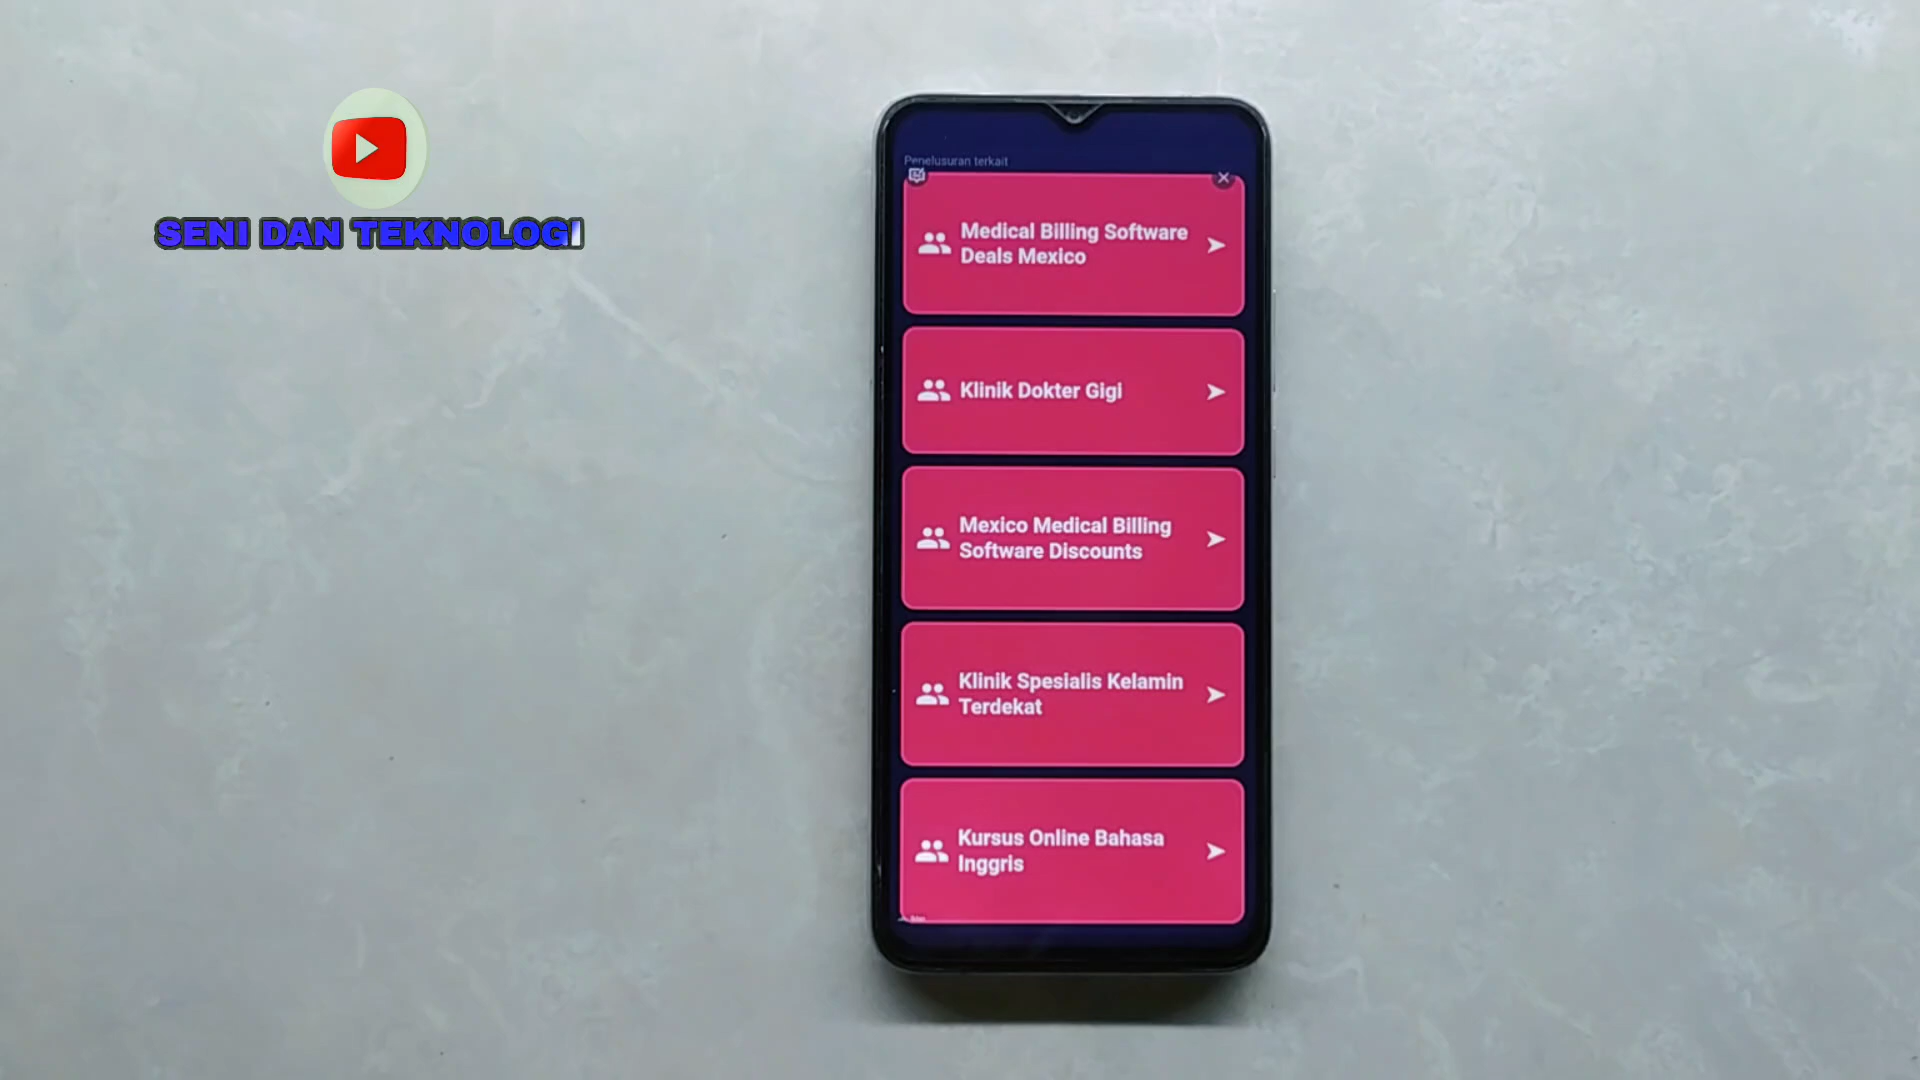 SENI DAN TEKNOLOGI
Penelusuran terkait
Medical Billing Software
Deals Mexico
Klinik Dokter Gigi
Mexico Medical Billing
Software Discounts
Klinik Spesialis Kelamin
Terdekat
Kursus Online Bahasa
Inggris